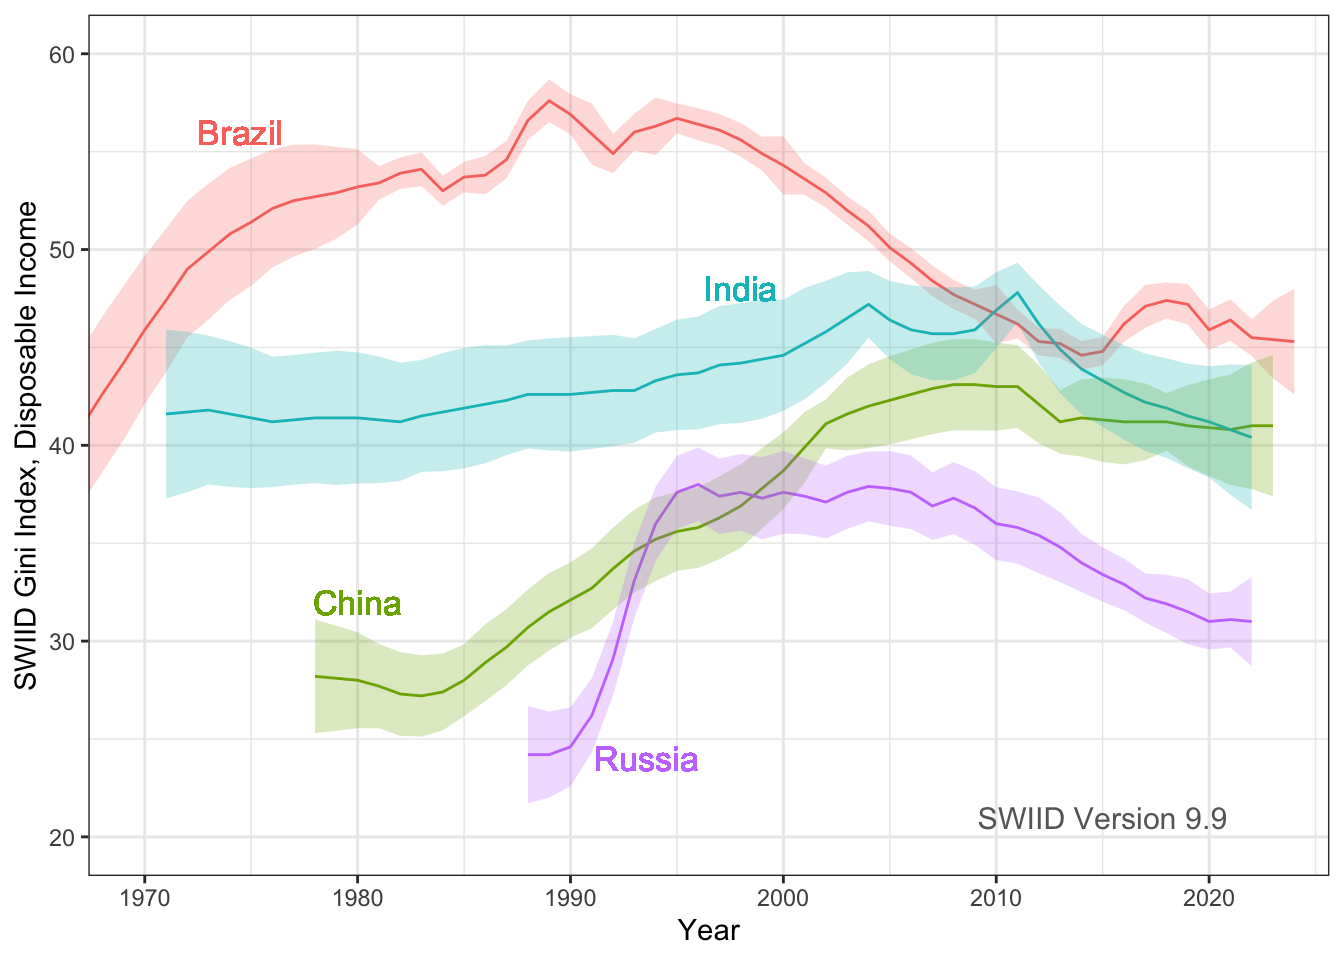 SWIID Gini Index, Disposable Income
60
50
40
30
20
Brazil
India
China
Russia
SWIID Version 9.9
1970 1980 1990 2000 2010 2020
Year